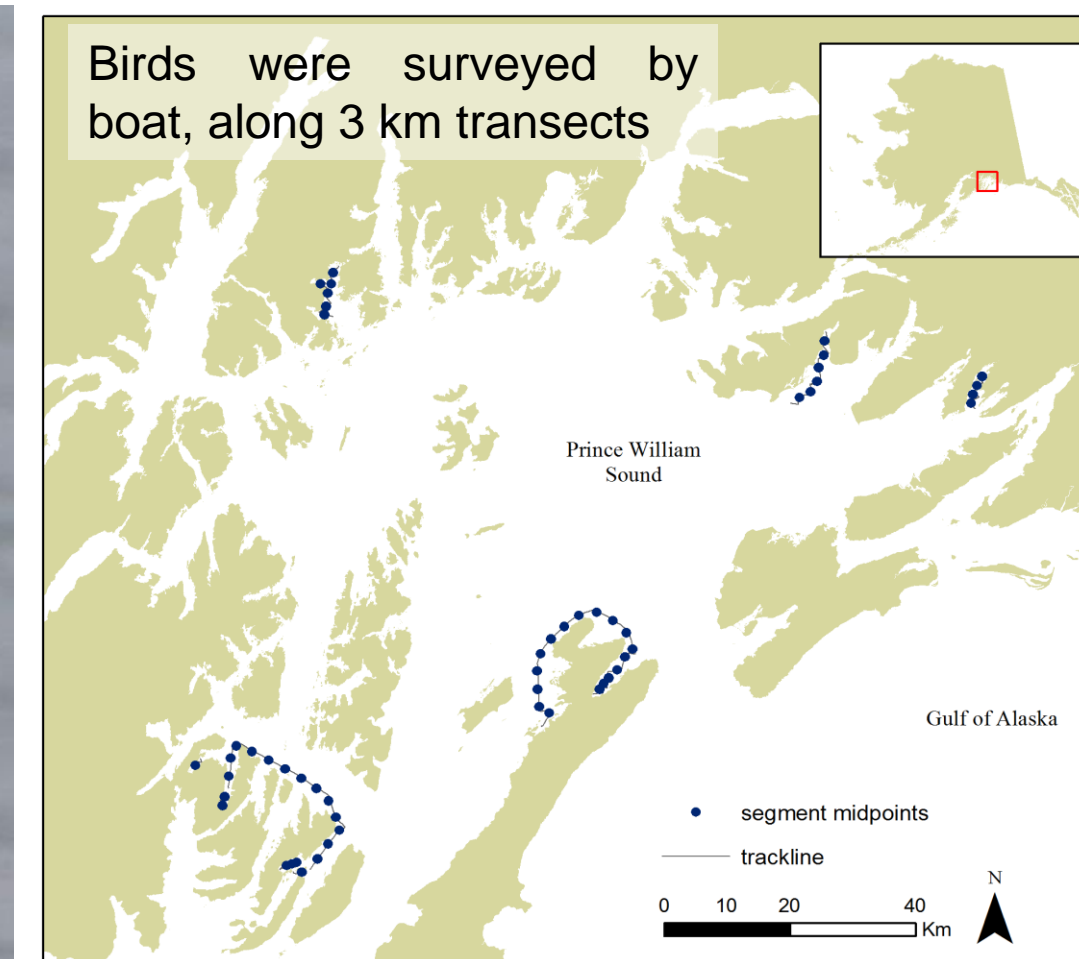 Birds were surveyed by
boat, along 3 km transects
Prince William
Sound
Gulf of Alaska
segment midpoints
trackline
N
0 10 20 40
Km